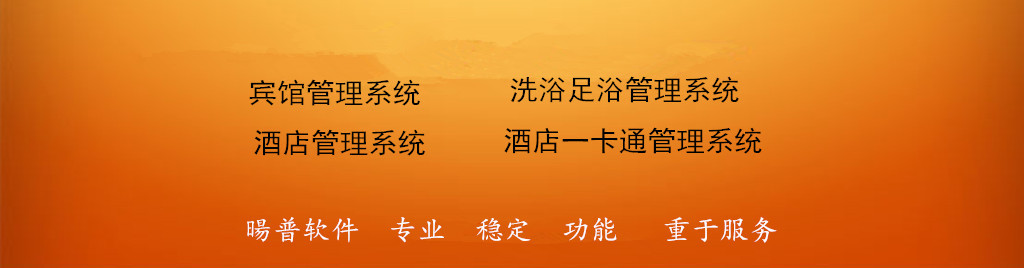 宾馆管理系统 洗浴足浴管理系统
酒店管理系统 酒店一卡通管理系统
暘普软件 专业 稳定 功能 重于服务